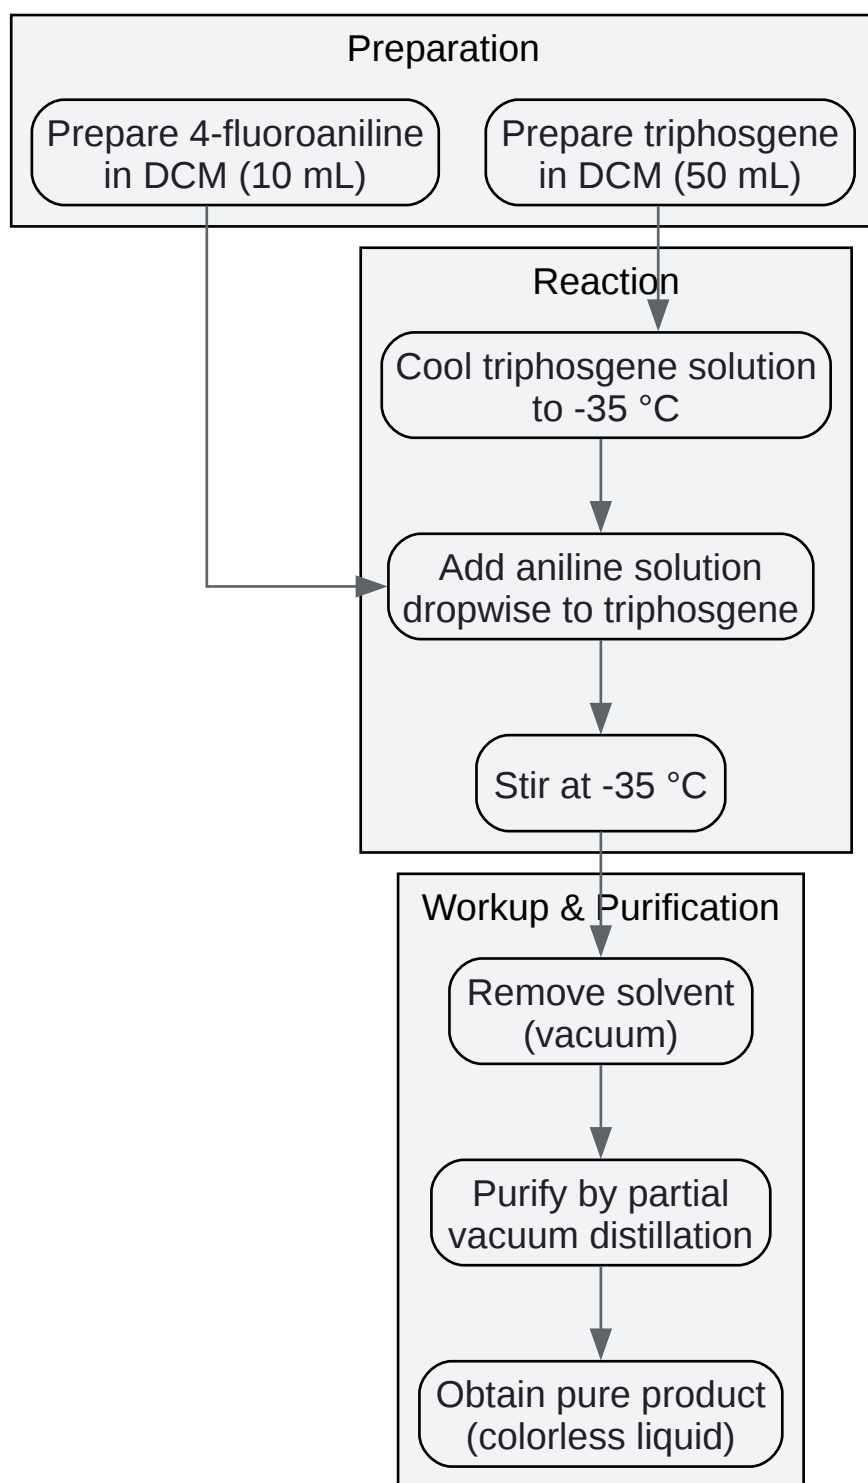 Preparation
Prepare 4-fluoroaniline
in DCM (10 mL)
Prepare triphosgene
in DCM (50 mL)
Reaction
Cool triphosgene solution
to -35 °C
Add aniline solution
dropwise to triphosgene
Stir at -35 °C
Workup & Purification
Remove solvent
(vacuum)
Purify by partial
vacuum distillation
Obtain pure product
(colorless liquid)